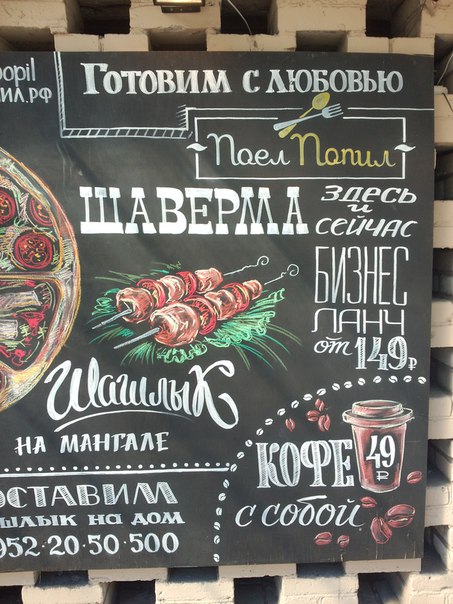 popil
ГОТОВИМ С ЛЮБОВЬЮ
ИЛ.РФ
Поел Попил
ШАВЕРМА
ЗДЕСЬ
И
СЕЙЧАС
БИЗНЕС
ЛАНЧ
от 149₽
Шашлык
НА МАНГАЛЕ
КОФЕ
49
₽
с собой
ОСТАВИМ
шлык на дом
952·20·50·500